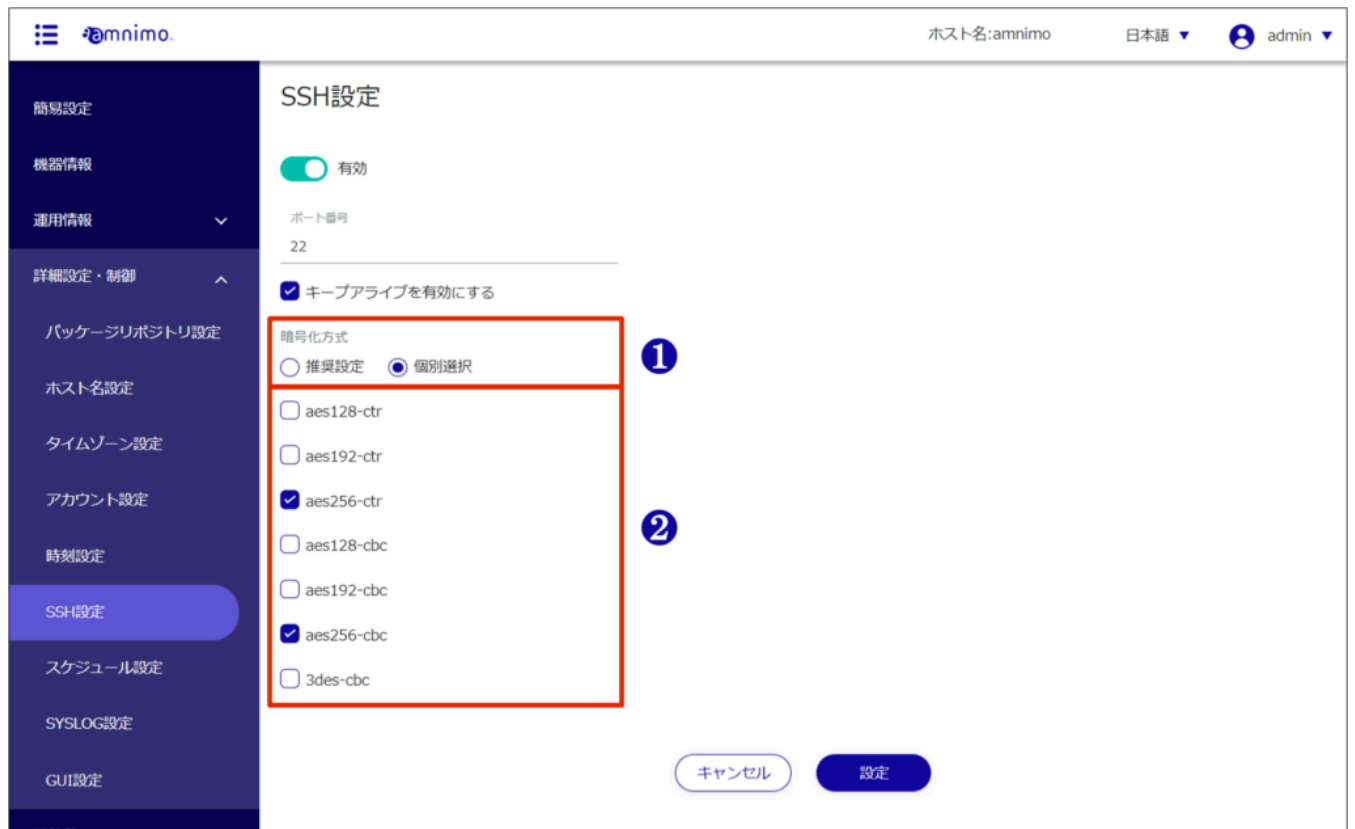 amnimo.
ホスト名:amnimo
日本語 ▼
admin ▼
簡易設定
機器情報
運用情報
詳細設定・制御
パッケージリポジトリ設定
ホスト名設定
タイムゾーン設定
アカウント設定
時刻設定
SSH設定
スケジュール設定
SYSLOG設定
GUI設定
SSH設定
有効
ポート番号
22
キープアライブを有効にする
暗号化方式
推奨設定 個別選択
❶
aes128-ctr
aes192-ctr
aes256-ctr
aes128-cbc
aes192-cbc
aes256-cbc
3des-cbc
❷
キャンセル
設定